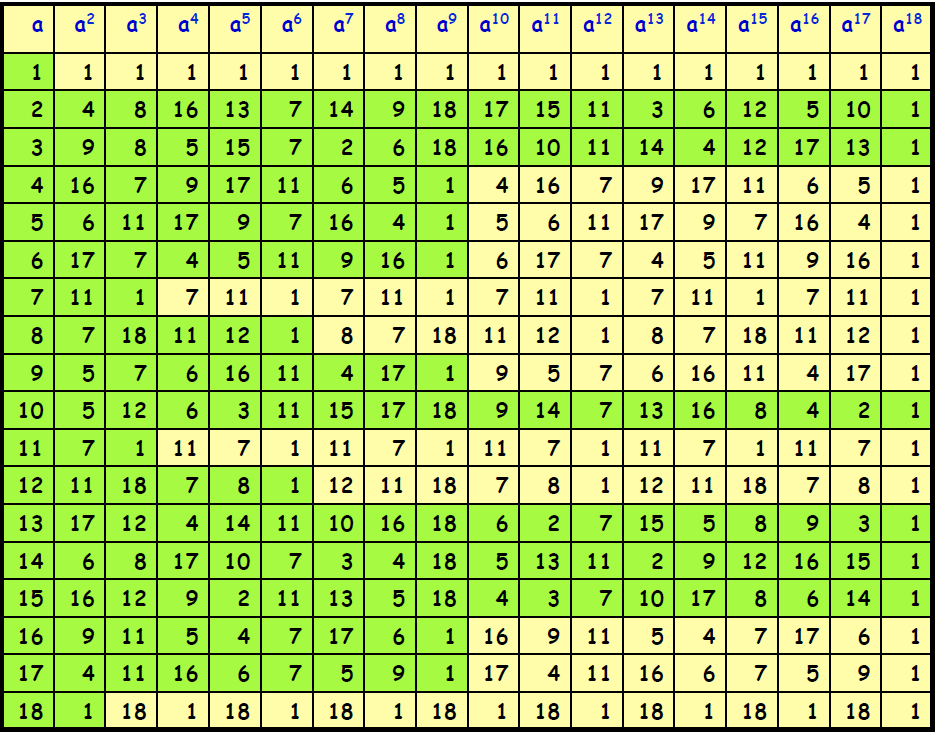 a a² a³ a⁴ a⁵ a⁶ a⁷ a⁸ a⁹ a¹⁰ a¹¹ a¹² a¹³ a¹⁴ a¹⁵ a¹⁶ a¹⁷ a¹⁸
1 1 1 1 1 1 1 1 1 1 1 1 1 1 1 1 1 1
2 4 8 16 13 7 14 9 18 17 15 11 3 6 12 5 10 1
3 9 8 5 15 7 2 6 18 16 10 11 14 4 12 17 13 1
4 16 7 9 17 11 6 5 1 4 16 7 9 17 11 6 5 1
5 6 11 17 9 7 16 4 1 5 6 11 17 9 7 16 4 1
6 17 7 4 5 11 9 16 1 6 17 7 4 5 11 9 16 1
7 11 1 7 11 1 7 11 1 7 11 1 7 11 1 7 11 1
8 7 18 11 12 1 8 7 18 11 12 1 8 7 18 11 12 1
9 5 7 6 16 11 4 17 1 9 5 7 6 16 11 4 17 1
10 5 12 6 3 11 15 17 18 9 14 7 13 16 8 4 2 1
11 7 1 11 7 1 11 7 1 11 7 1 11 7 1 11 7 1
12 11 18 7 8 1 12 11 18 7 8 1 12 11 18 7 8 1
13 17 12 4 14 11 10 16 18 6 2 7 15 5 8 9 3 1
14 6 8 17 10 7 3 4 18 5 13 11 2 9 12 16 15 1
15 16 12 9 2 11 13 5 18 4 3 7 10 17 8 6 14 1
16 9 11 5 4 7 17 6 1 16 9 11 5 4 7 17 6 1
17 4 11 16 6 7 5 9 1 17 4 11 16 6 7 5 9 1
18 1 18 1 18 1 18 1 18 1 18 1 18 1 18 1 18 1